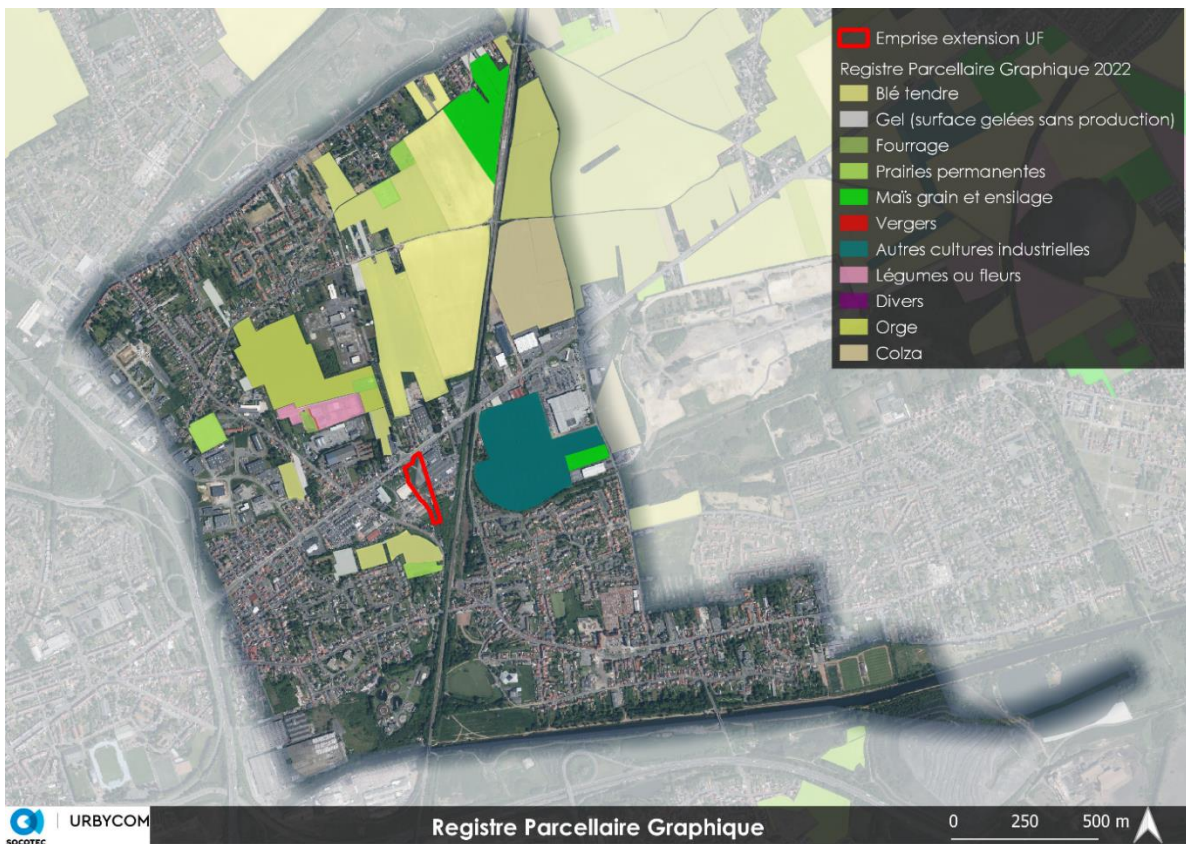 Emprise extension UF
Registre Parcellaire Graphique 2022
Blé tendre
Gel (surface gelées sans production)
Fourrage
Prairies permanentes
Maïs grain et ensilage
Vergers
Autres cultures industrielles
Légumes ou fleurs
Divers
Orge
Colza
SOCOTEC
URBYCOM
Registre Parcellaire Graphique
0 250 500 m